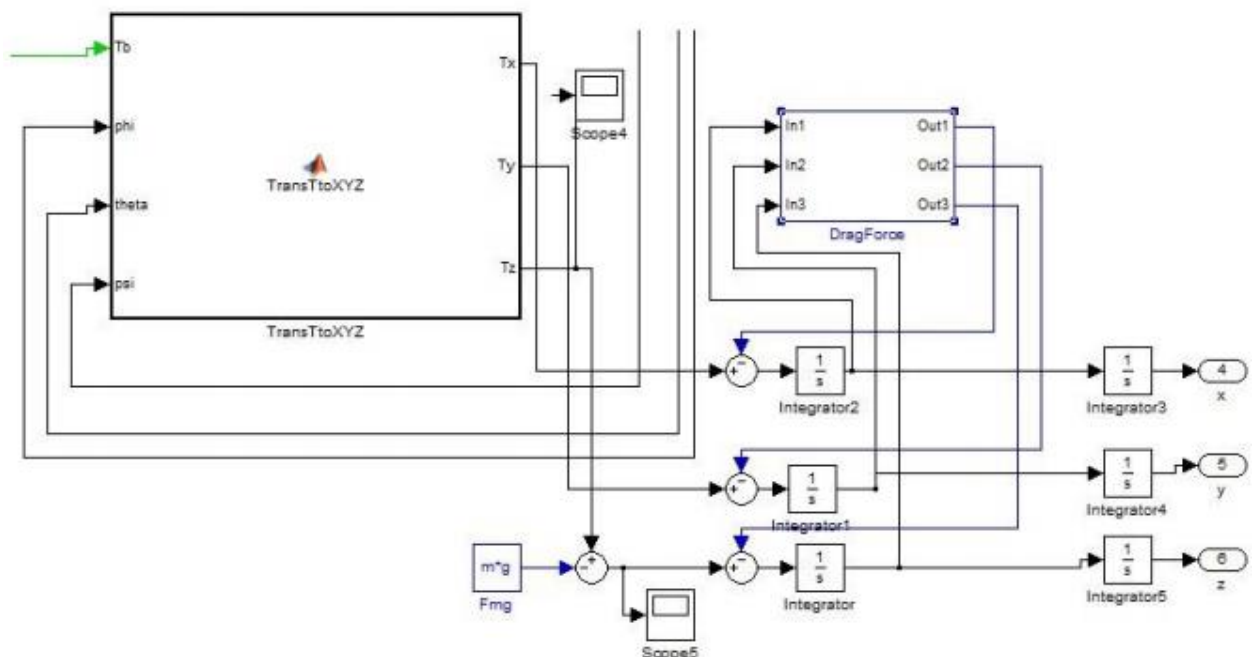 Tb
phi
theta
psi
Tx
Ty
Tz
TransTtoXYZ
TransTtoXYZ
Scope4
In1
In2
In3
Out1
Out2
Out3
DragForce
+
−
1
s
Integrator2
1
s
Integrator3
4
x
+
−
1
s
Integrator1
1
s
Integrator4
5
y
m*g
Fmg
−
+
Scope5
+
−
1
s
Integrator
1
s
Integrator5
6
z